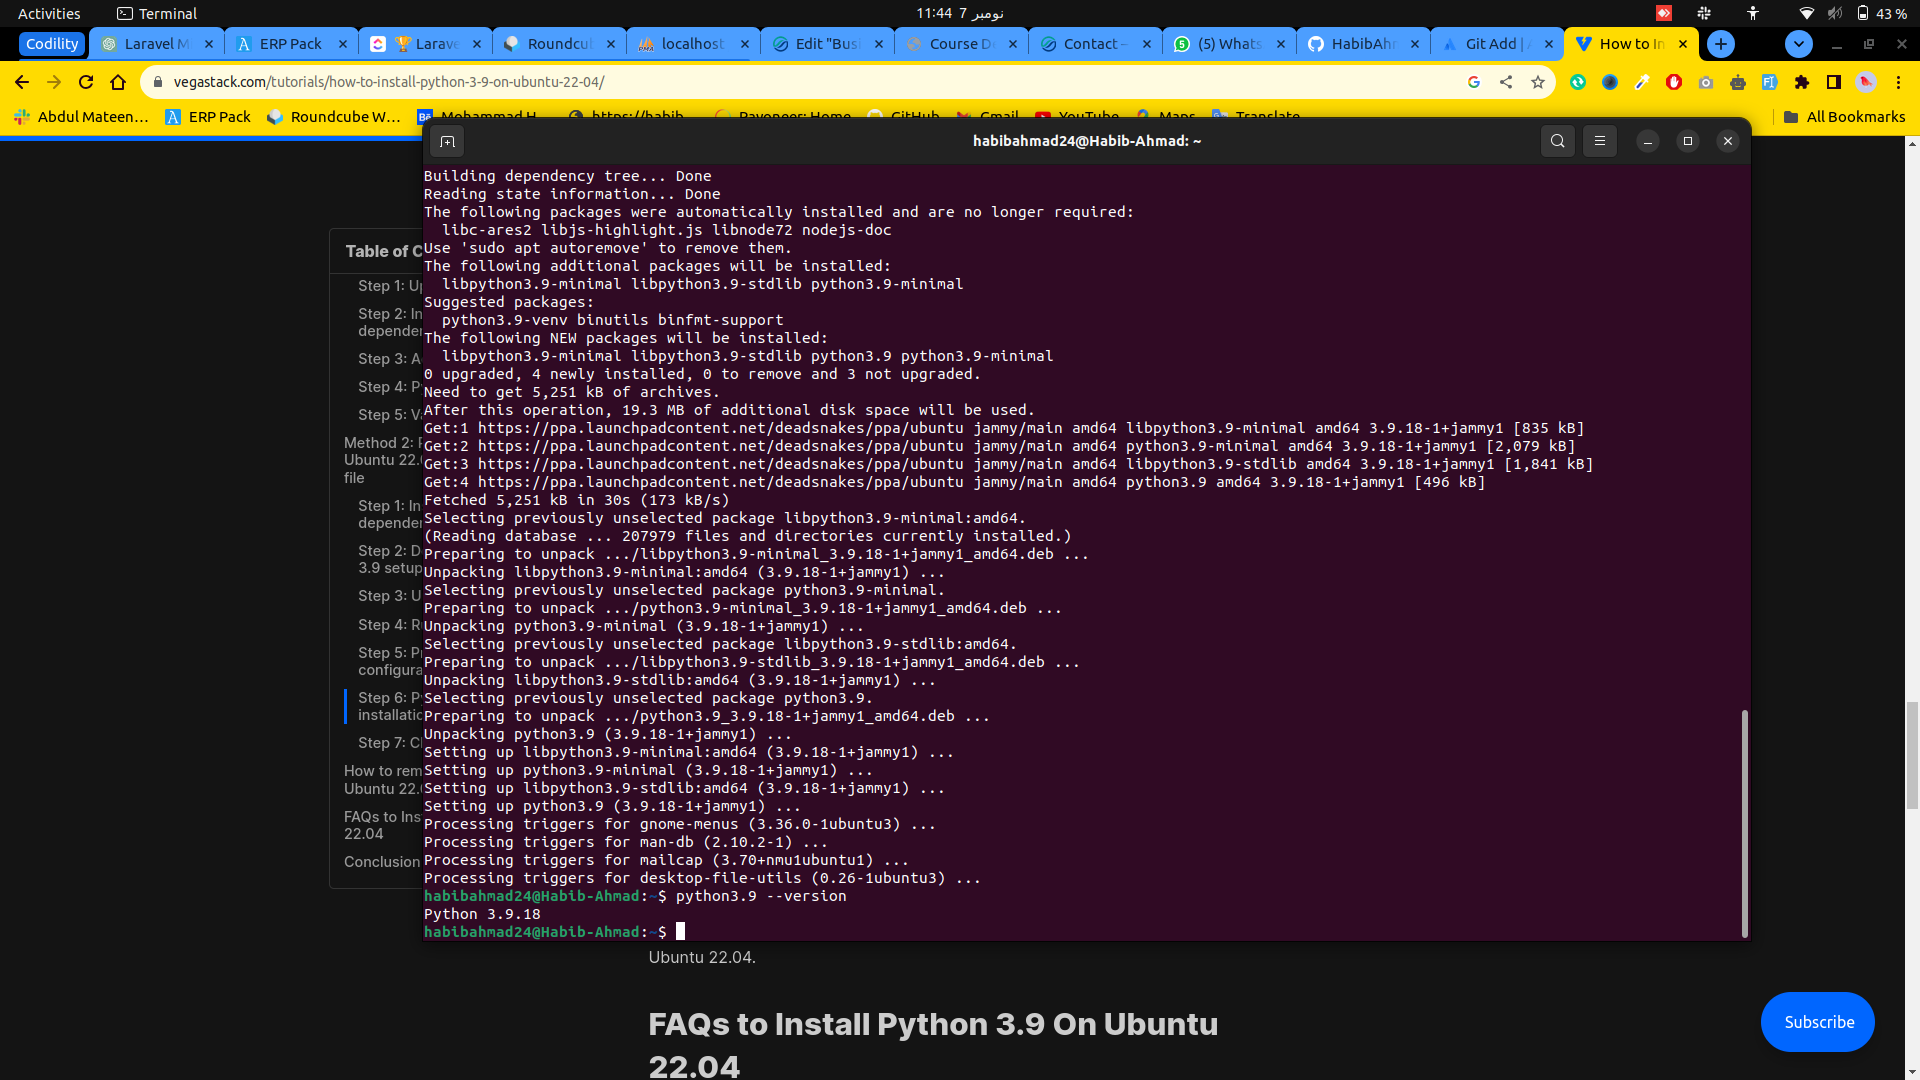 Activities
Terminal
نومبر 7 11:44
43 %
Codility
Laravel M
ERP Pack
Larave
Roundcu
localhost
Edit "Bus
Course D
Contact -
(5) Whats
HabibAh
Git Add | 
How to In
vegastack.com/tutorials/how-to-install-python-3-9-on-ubuntu-22-04/
Abdul Mateen...
ERP Pack
Roundcube W...
Mohammad H
https://habib
Payoneer: Home
GitHub
Gmail
YouTube
Maps
Translate
All Bookmarks
habibahmad24@Habib-Ahmad: ~
Building dependency tree... Done
Reading state information... Done
The following packages were automatically installed and are no longer required:
libc-ares2 libjs-highlight.js libnode72 nodejs-doc
Use 'sudo apt autoremove' to remove them.
The following additional packages will be installed:
libpython3.9-minimal libpython3.9-stdlib python3.9-minimal
Suggested packages:
python3.9-venv binutils binfmt-support
The following NEW packages will be installed:
libpython3.9-minimal libpython3.9-stdlib python3.9 python3.9-minimal
0 upgraded, 4 newly installed, 0 to remove and 3 not upgraded.
Need to get 5,251 kB of archives.
After this operation, 19.3 MB of additional disk space will be used.
Get:1 https://ppa.launchpadcontent.net/deadsnakes/ppa/ubuntu jammy/main amd64 libpython3.9-minimal amd64 3.9.18-1+jammy1 [835 kB]
Get:2 https://ppa.launchpadcontent.net/deadsnakes/ppa/ubuntu jammy/main amd64 python3.9-minimal amd64 3.9.18-1+jammy1 [2,079 kB]
Get:3 https://ppa.launchpadcontent.net/deadsnakes/ppa/ubuntu jammy/main amd64 libpython3.9-stdlib amd64 3.9.18-1+jammy1 [1,841 kB]
Get:4 https://ppa.launchpadcontent.net/deadsnakes/ppa/ubuntu jammy/main amd64 python3.9 amd64 3.9.18-1+jammy1 [496 kB]
Fetched 5,251 kB in 30s (173 kB/s)
Selecting previously unselected package libpython3.9-minimal:amd64.
(Reading database ... 207979 files and directories currently installed.)
Preparing to unpack .../libpython3.9-minimal_3.9.18-1+jammy1_amd64.deb ...
Unpacking libpython3.9-minimal:amd64 (3.9.18-1+jammy1) ...
Selecting previously unselected package python3.9-minimal.
Preparing to unpack .../python3.9-minimal_3.9.18-1+jammy1_amd64.deb ...
Unpacking python3.9-minimal (3.9.18-1+jammy1) ...
Selecting previously unselected package libpython3.9-stdlib:amd64.
Preparing to unpack .../libpython3.9-stdlib_3.9.18-1+jammy1_amd64.deb ...
Unpacking libpython3.9-stdlib:amd64 (3.9.18-1+jammy1) ...
Selecting previously unselected package python3.9.
Preparing to unpack .../python3.9_3.9.18-1+jammy1_amd64.deb ...
Unpacking python3.9 (3.9.18-1+jammy1) ...
Setting up libpython3.9-minimal:amd64 (3.9.18-1+jammy1) ...
Setting up python3.9-minimal (3.9.18-1+jammy1) ...
Setting up libpython3.9-stdlib:amd64 (3.9.18-1+jammy1) ...
Setting up python3.9 (3.9.18-1+jammy1) ...
Processing triggers for gnome-menus (3.36.0-1ubuntu3) ...
Processing triggers for man-db (2.10.2-1) ...
Processing triggers for mailcap (3.70+nmu1ubuntu1) ...
Processing triggers for desktop-file-utils (0.26-1ubuntu3) ...
habibahmad24@Habib-Ahmad:~$ python3.9 --version
Python 3.9.18
habibahmad24@Habib-Ahmad:~$
Table of C
Step 1: Up
Step 2: In
depende
Step 3: A
Step 4: P
Step 5: V
Method 2: 
Ubuntu 22.0
file
Step 1: In
depende
Step 2: D
3.9 setup
Step 3: U
Step 4: R
Step 5: P
configura
Step 6: P
installatio
Step 7: C
How to rem
Ubuntu 22.0
FAQs to Ins
22.04
Conclusion
Ubuntu 22.04.
FAQs to Install Python 3.9 On Ubuntu
22.04
Subscribe